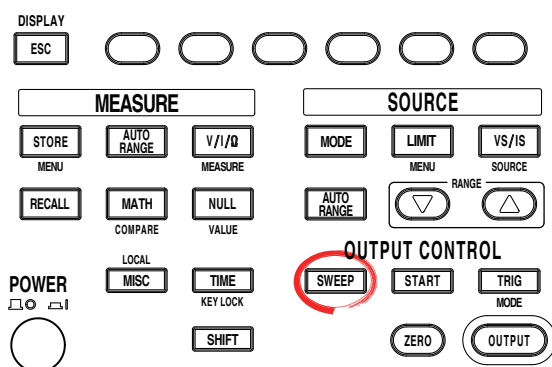 DISPLAY
ESC
MEASURE
SOURCE
STORE
AUTO
RANGE
V/I/Ω
MODE
LIMIT
VS/IS
MENU
MEASURE
MENU
SOURCE
RECALL
MATH
NULL
AUTO
RANGE
RANGE
COMPARE
VALUE
OUTPUT CONTROL
LOCAL
MISC
TIME
SWEEP
START
TRIG
POWER
KEY LOCK
MODE
SHIFT
ZERO
OUTPUT